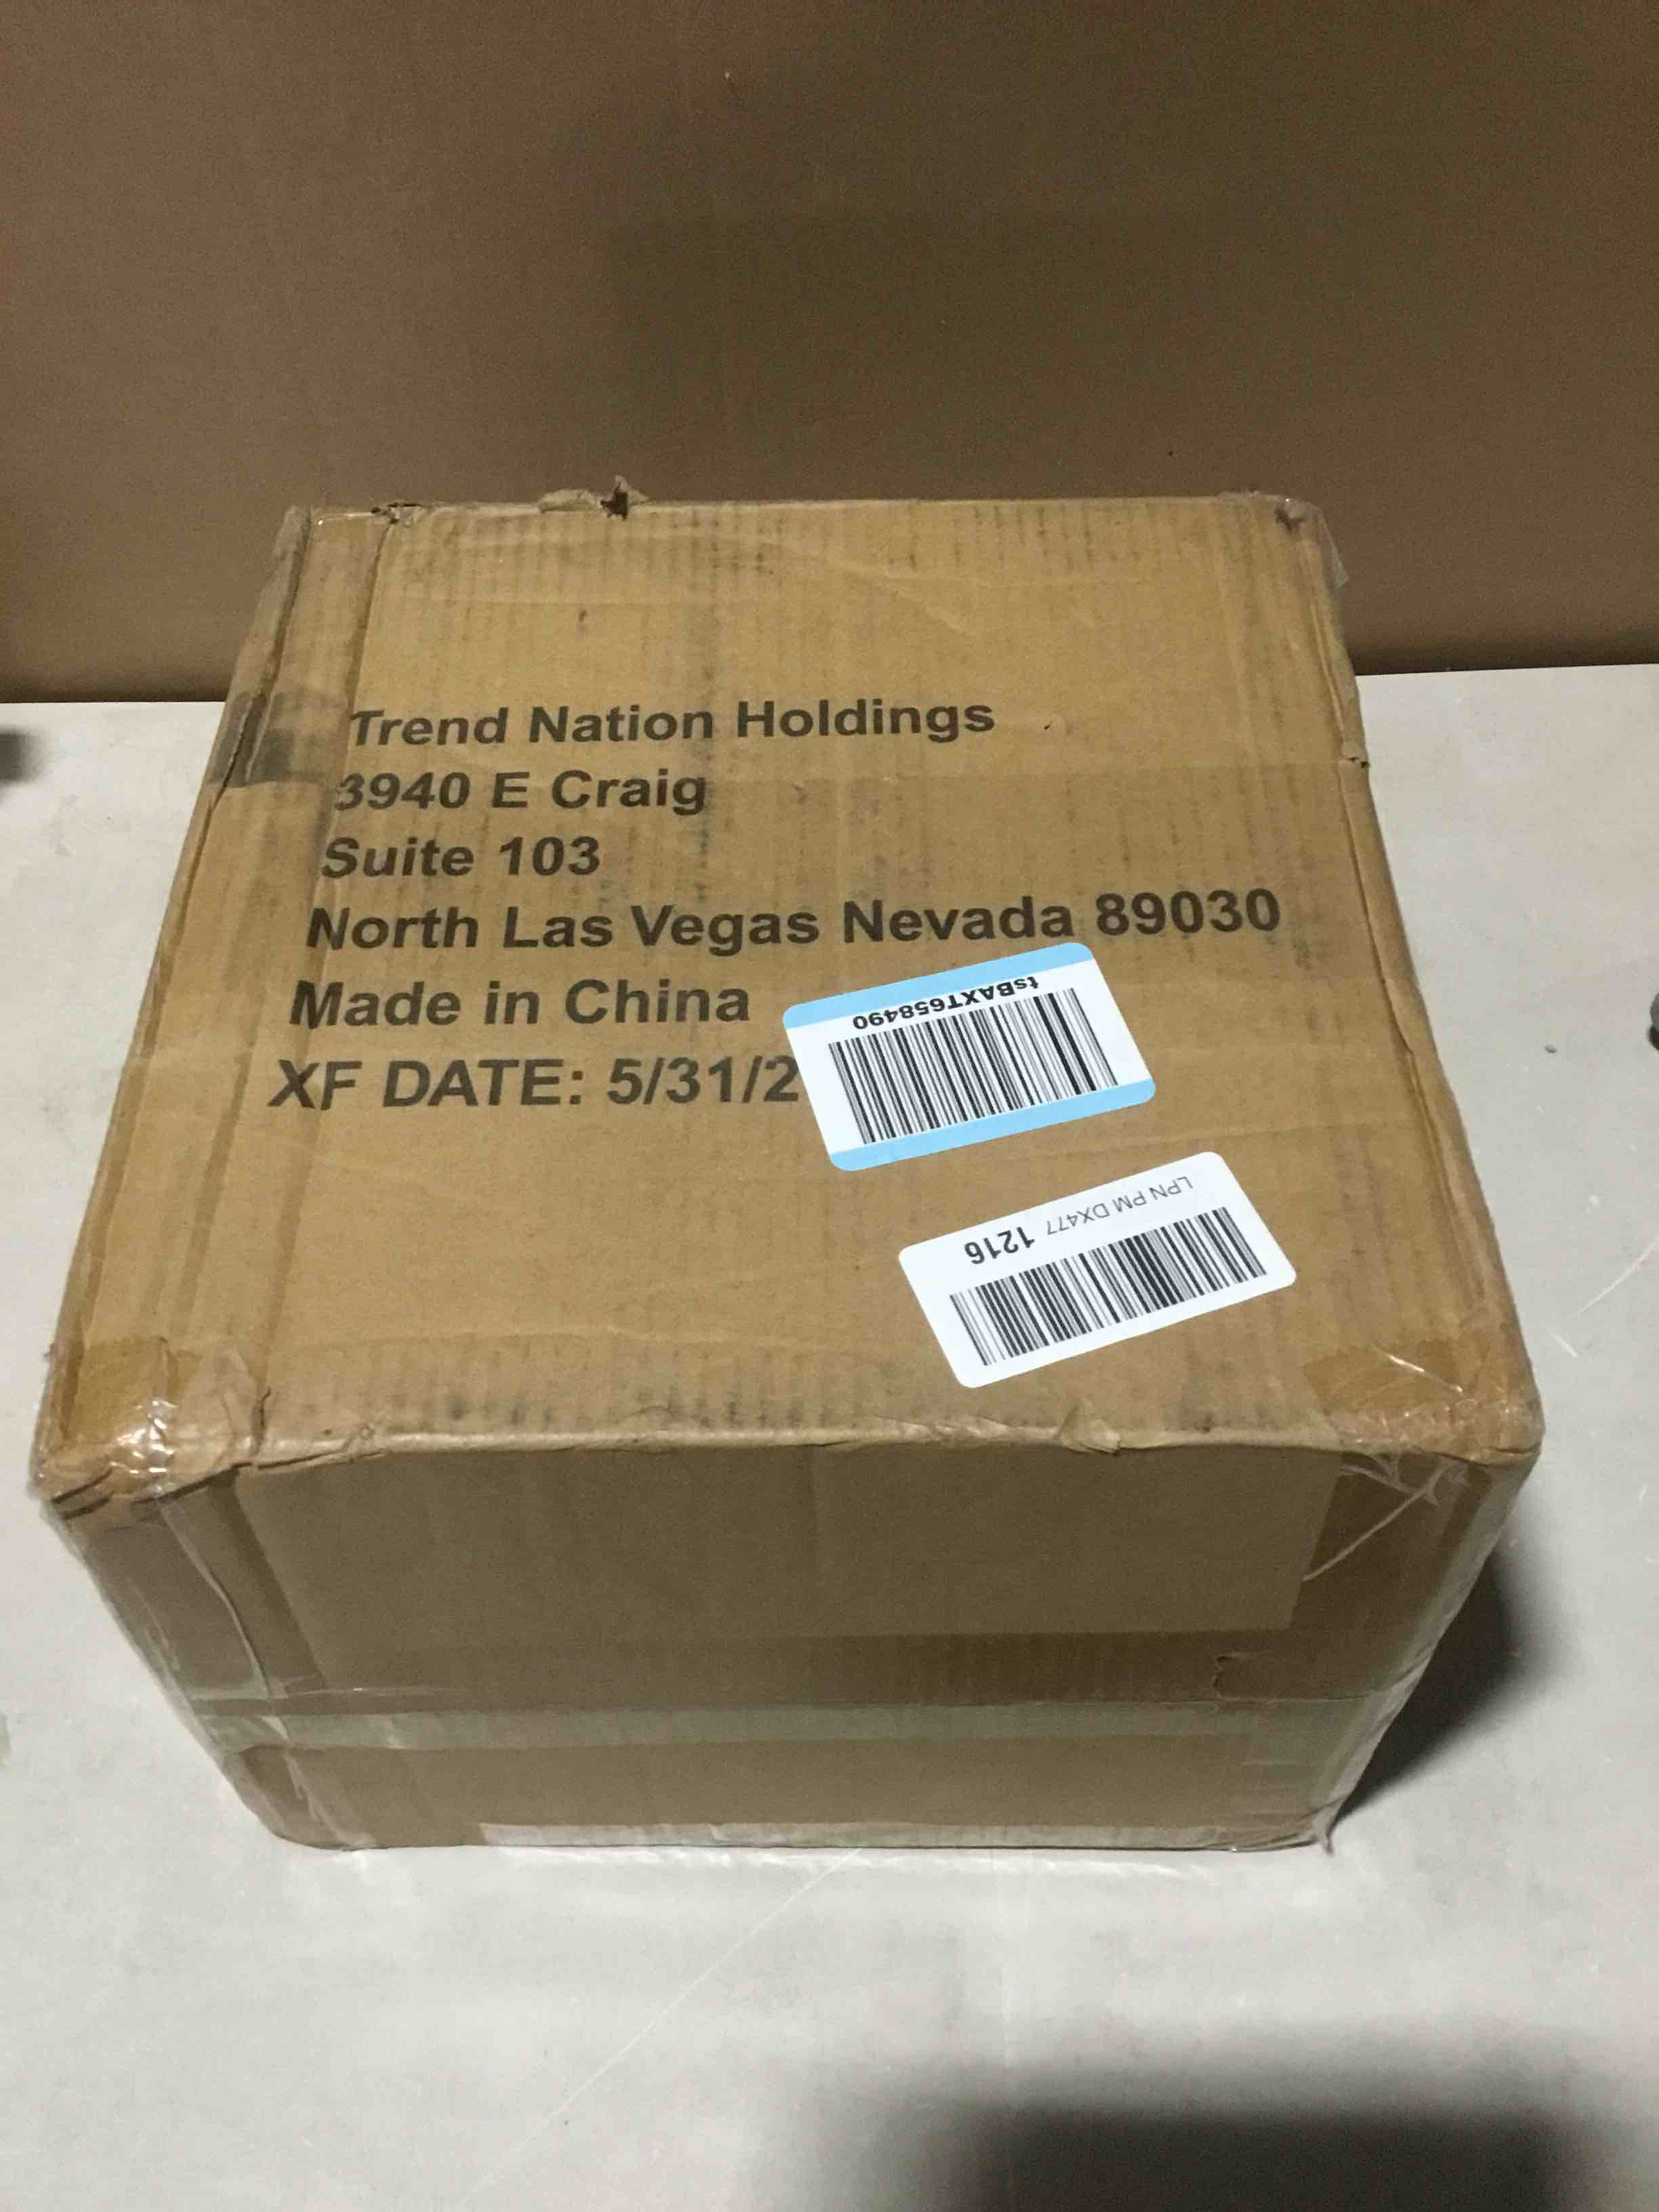 Trend Nation Holdings
3940 E Craig
Suite 103
North Las Vegas Nevada 89030
Made in China
XF DATE: 5/31/2
tsBAXT658490
LPN PM DX477 1216